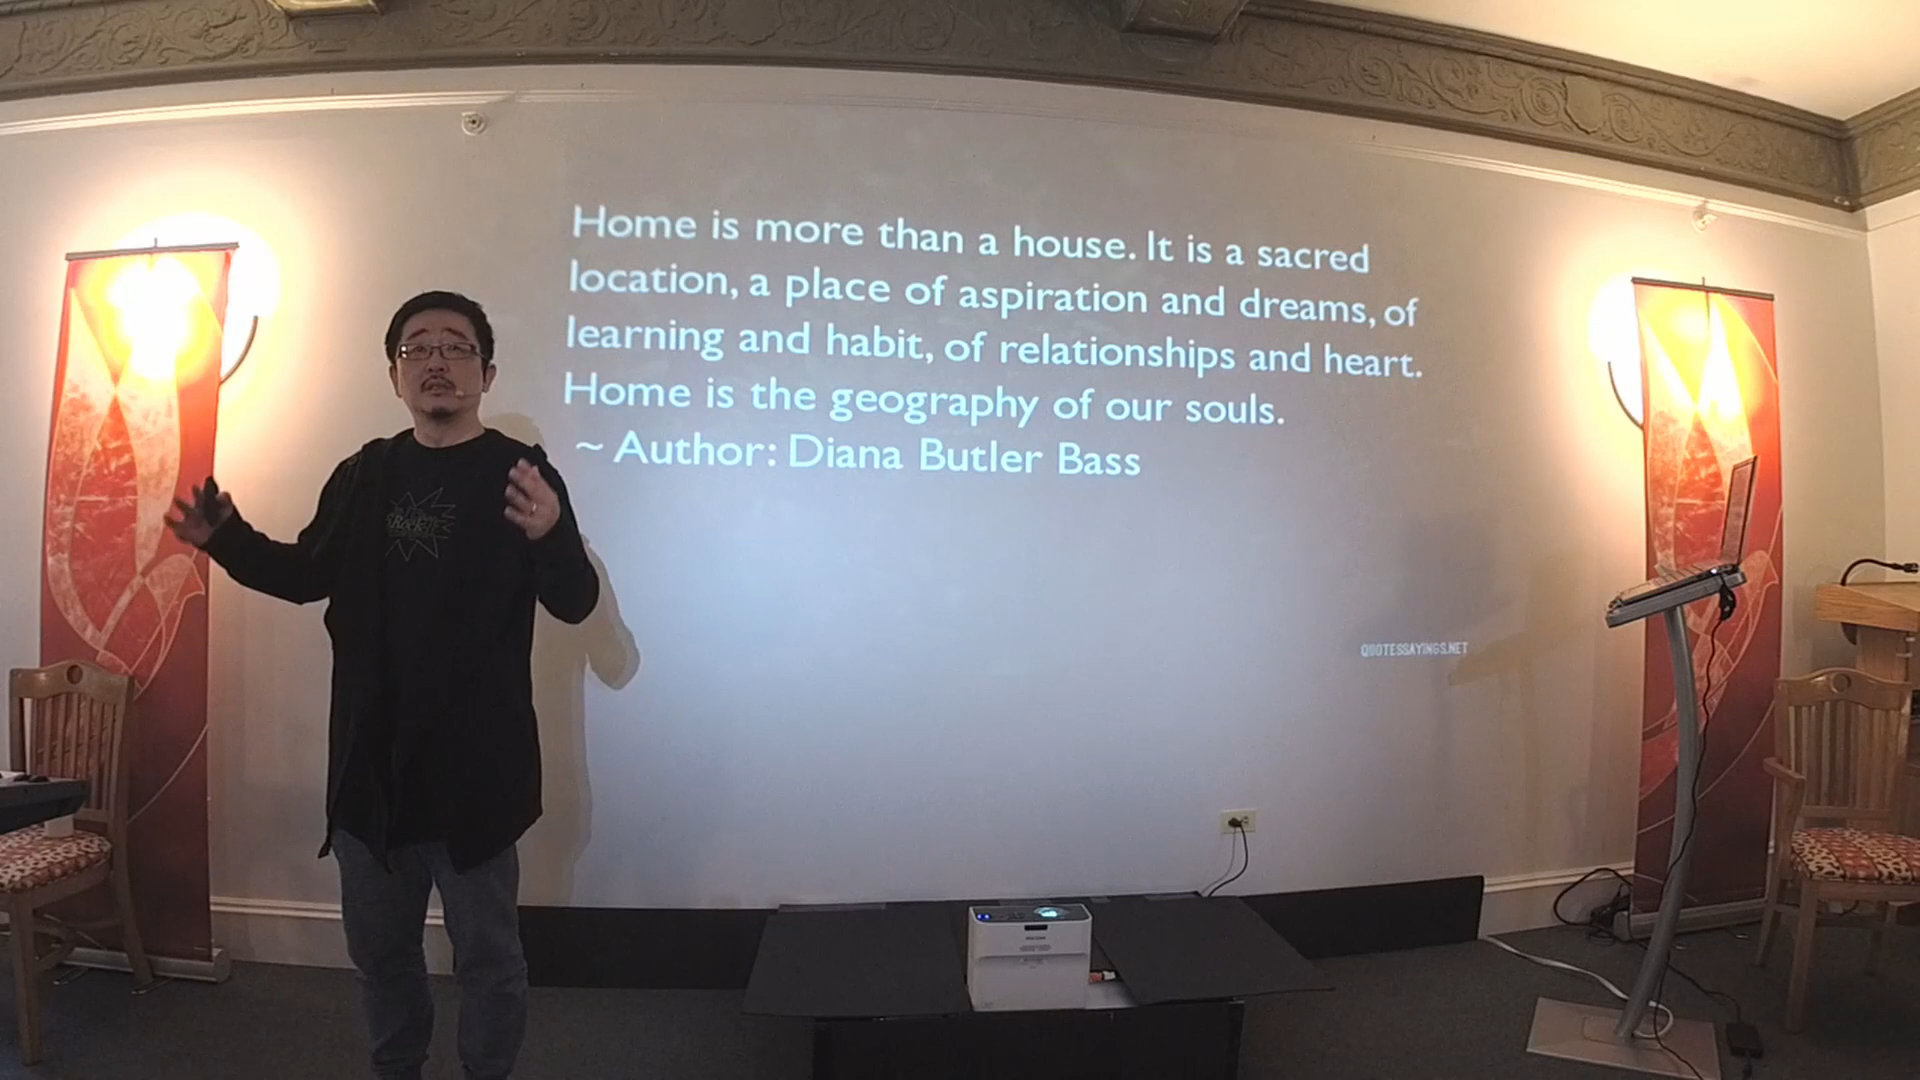 Home is more than a house. It is a sacred
location, a place of aspiration and dreams, of
learning and habit, of relationships and heart.
Home is the geography of our souls.
~ Author: Diana Butler Bass
QUOTESSAYINGS.NET